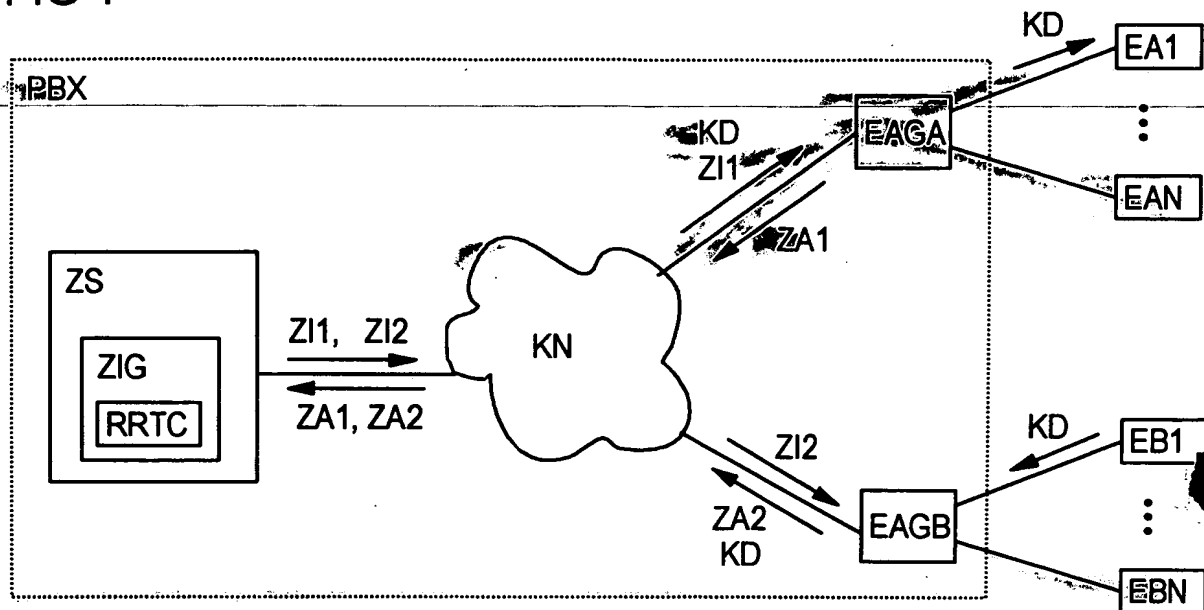 KD
EA1
PBX
KD
EAGA
ZI1
EAN
ZA1
ZS
ZI1, ZI2
KN
ZIG
RRTC
ZA1, ZA2
KD
EB1
ZI2
ZA2
EAGB
KD
EBN